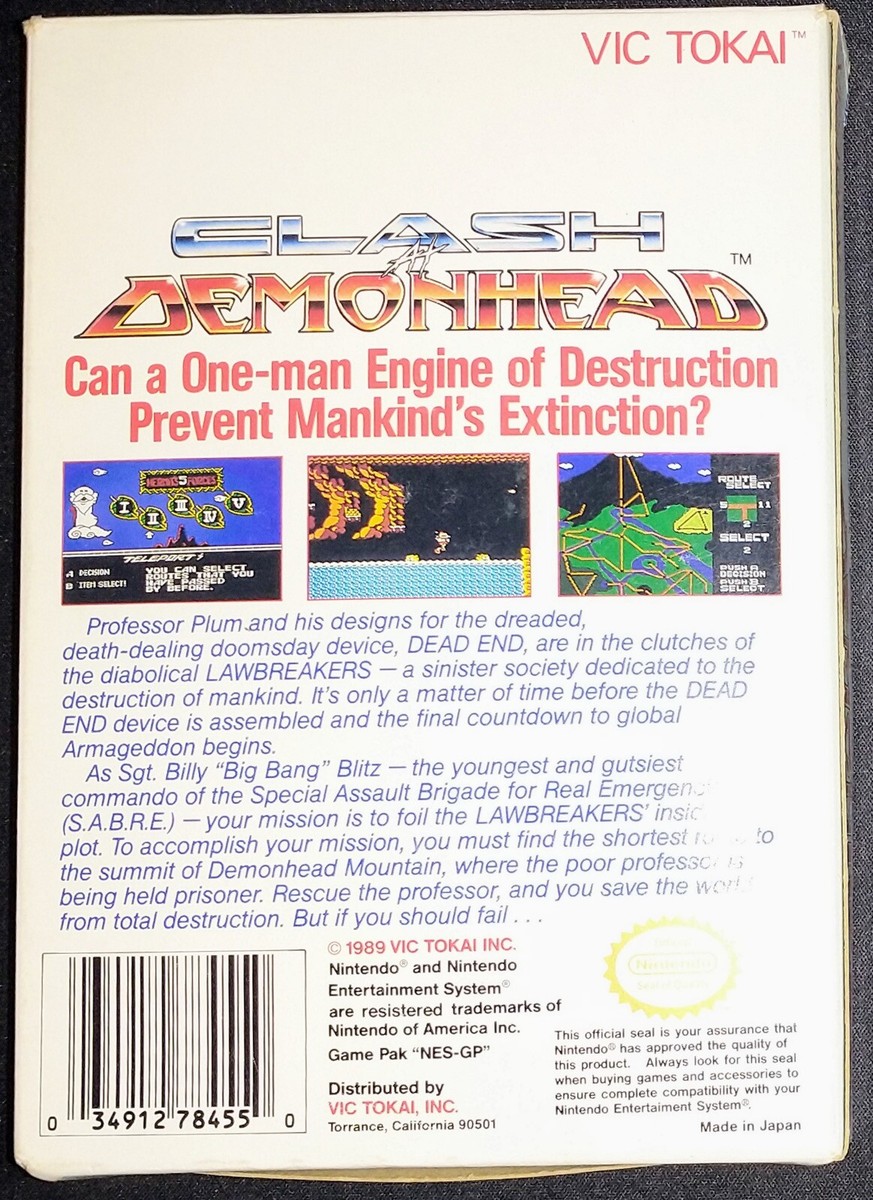 VIC TOKAI™
CLASH
At
DEMONHEAD™
Can a One-man Engine of Destruction
Prevent Mankind's Extinction?
HERMIT'S 5 FORCES
I II III IV V
TELEPORT
A DECISION
B ITEM SELECT!
YOU CAN SELECT
ROUTES THAT YOU
HAVE PASSED
BY BEFORE.
ROUTE
SELECT
5 11
2
SELECT
2
PUSH A
DECISION
PUSH B
SELECT
Professor Plum and his designs for the dreaded,
death-dealing doomsday device, DEAD END, are in the clutches of
the diabolical LAWBREAKERS — a sinister society dedicated to the
destruction of mankind. It's only a matter of time before the DEAD
END device is assembled and the final countdown to global
Armageddon begins.
As Sgt. Billy "Big Bang" Blitz — the youngest and gutsiest
commando of the Special Assault Brigade for Real
(S.A.B.R.E.) — your mission is to foil the LAWBREAKERS'
plot. To accomplish your mission, you must find the shortest to
the summit of Demonhead Mountain, where the poor professor is
being held prisoner. Rescue the professor, and you save the world
from total destruction. But if you should fail . . .
© 1989 VIC TOKAI INC.
Nintendo® and Nintendo
Entertainment System®
are registered trademarks of
Nintendo of America Inc.
Game Pak "NES-GP"
Distributed by
VIC TOKAI, INC.
Torrance, California 90501
0 34912 78455 0
Nintendo
This official seal is your assurance that
Nintendo® has approved the quality of
this product. Always look for this seal
when buying games and accessories to
ensure complete compatibility with your
Nintendo Entertaiment System®.
Made in Japan